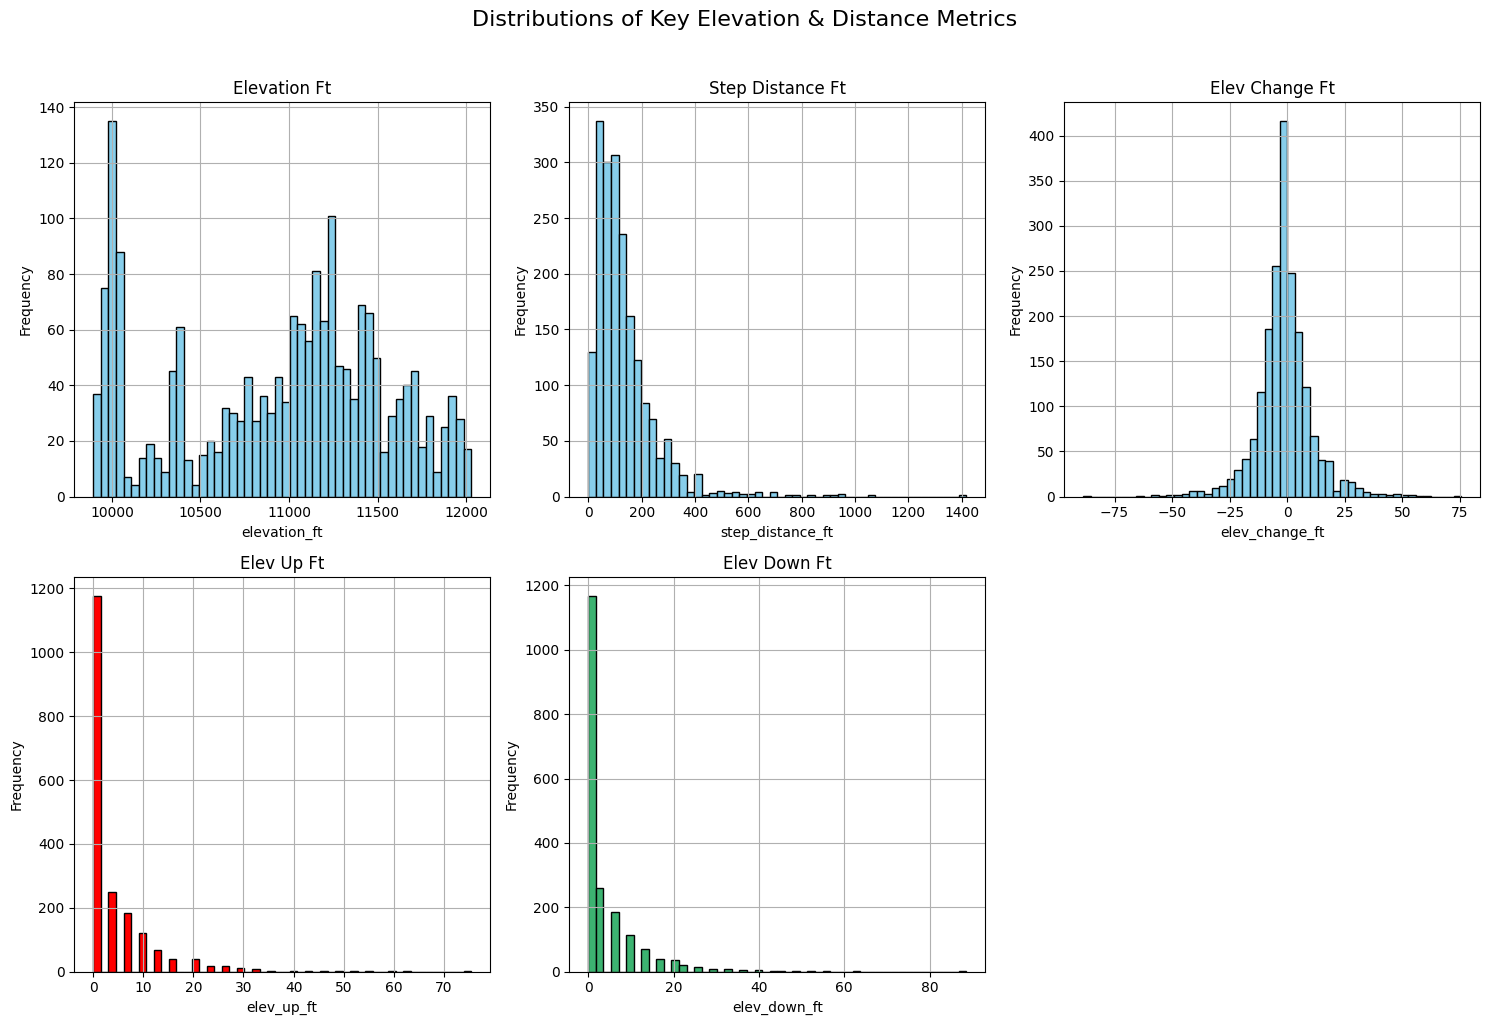 Distributions of Key Elevation & Distance Metrics
Elevation Ft
140
120
100
80
60
40
20
0
Frequency
10000 10500 11000 11500 12000
elevation_ft
Step Distance Ft
350
300
250
200
150
100
50
0
Frequency
0 200 400 600 800 1000 1200 1400
step_distance_ft
Elev Change Ft
400
350
300
250
200
150
100
50
0
Frequency
−75 −50 −25 0 25 50 75
elev_change_ft
Elev Up Ft
1200
1000
800
600
400
200
0
Frequency
0 10 20 30 40 50 60 70
elev_up_ft
Elev Down Ft
1200
1000
800
600
400
200
0
Frequency
0 20 40 60 80
elev_down_ft